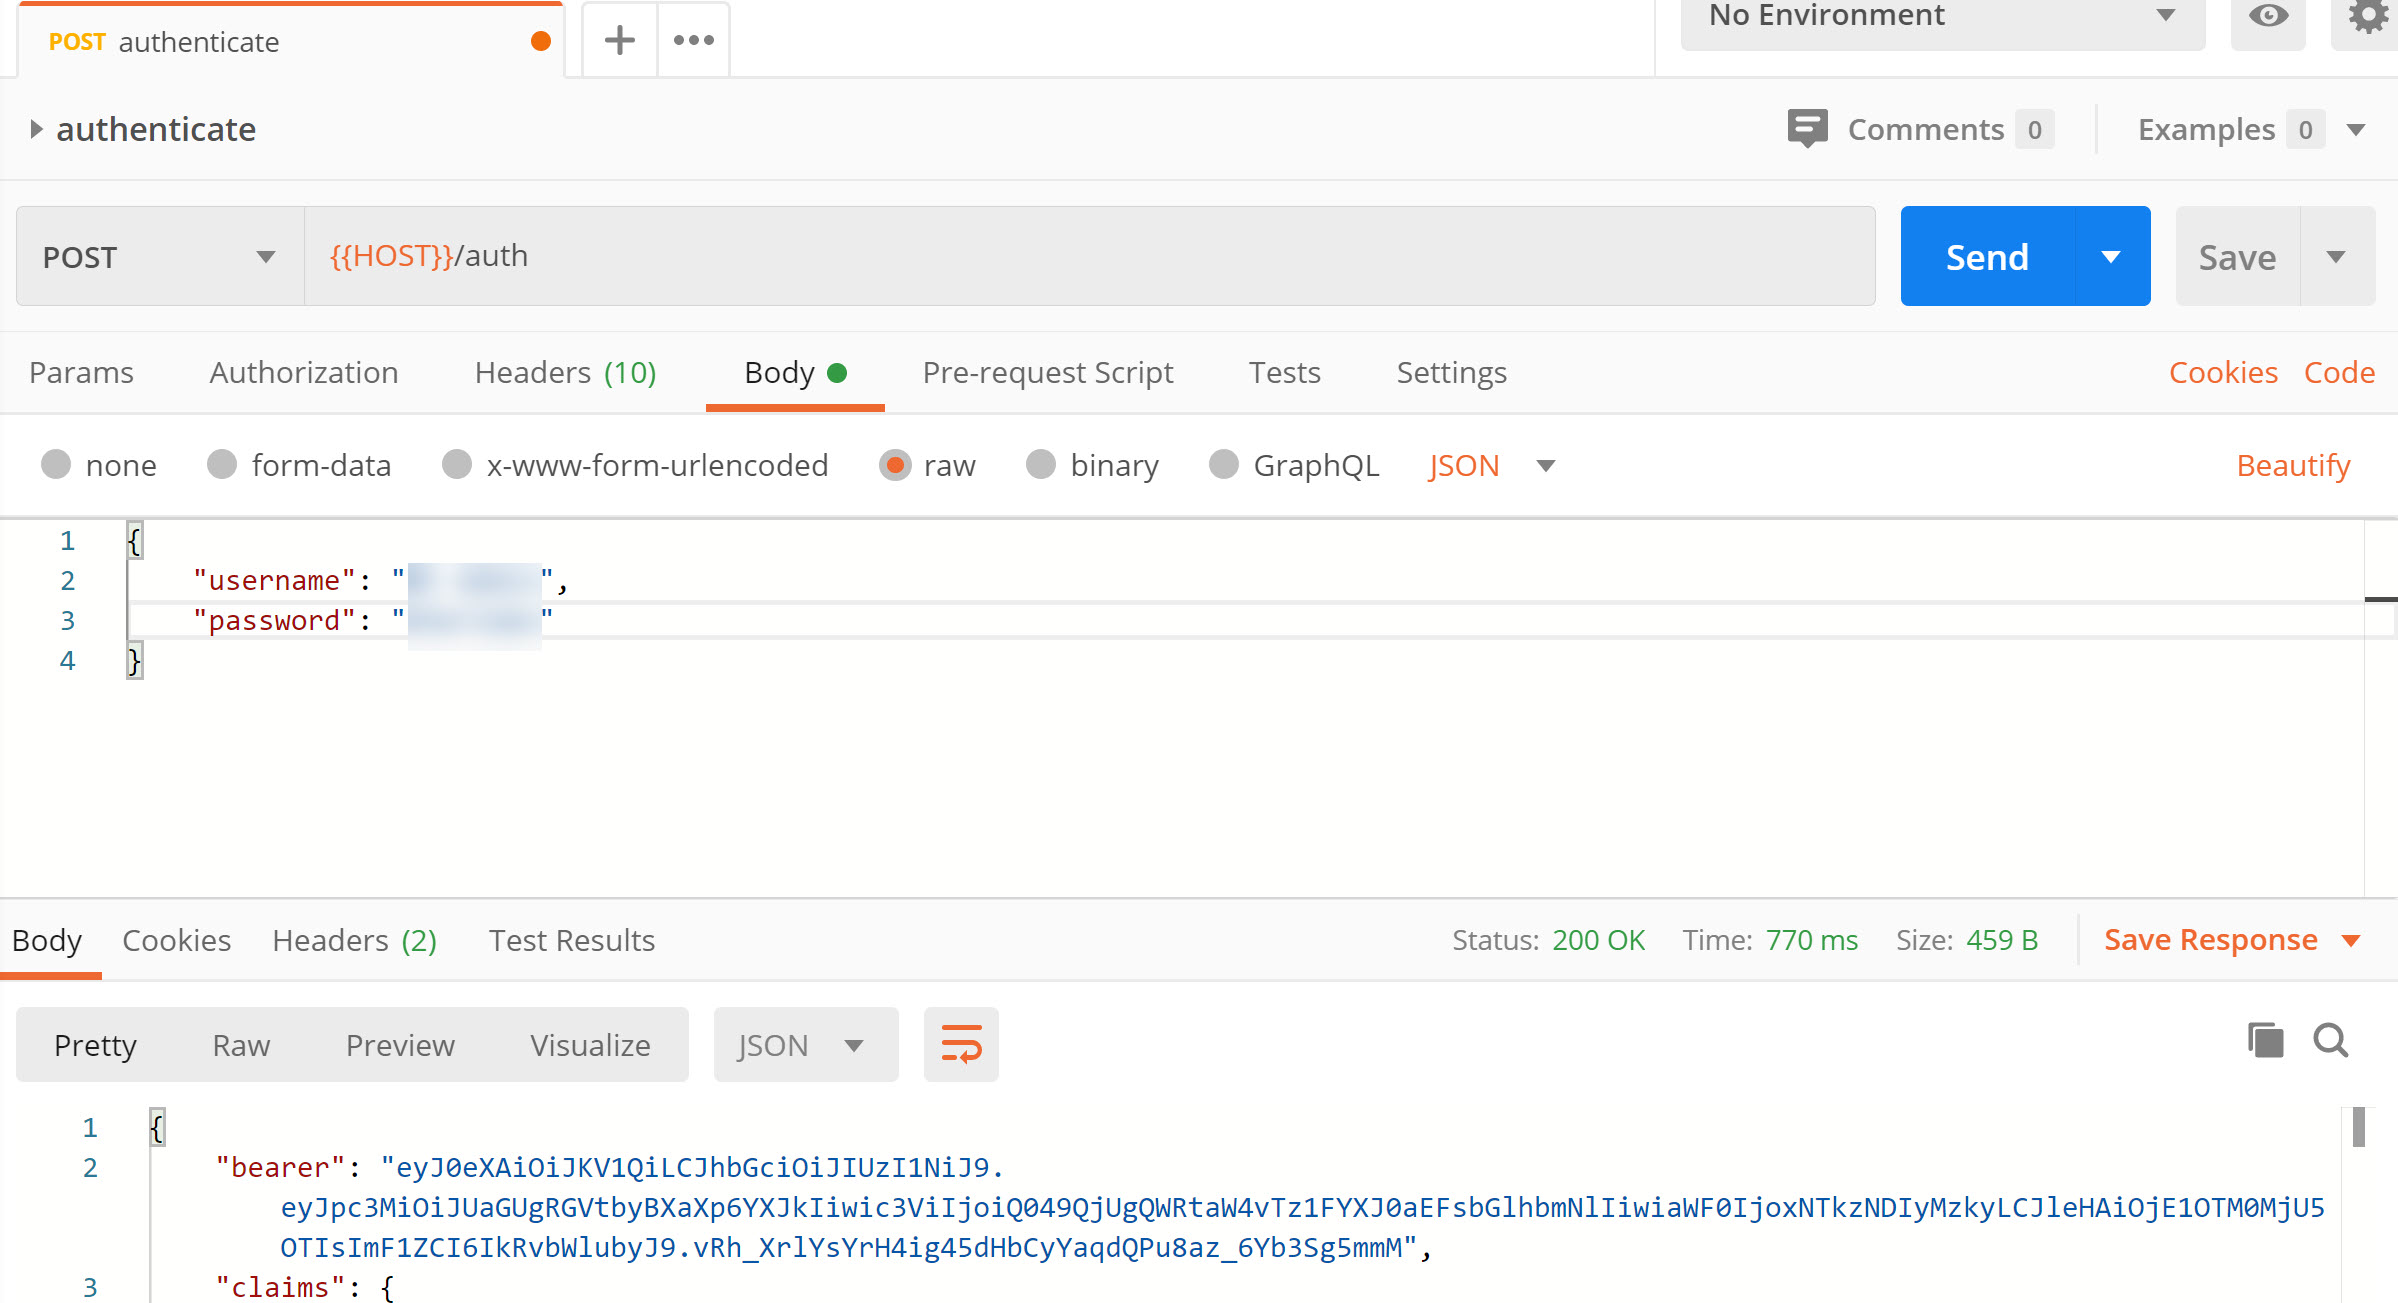 POST authenticate
No Environment
authenticate
Comments 0
Examples 0
POST
{{HOST}}/auth
Send
Save
Params Authorization Headers (10) Body Pre-request Script Tests Settings Cookies Code
none form-data x-www-form-urlencoded raw binary GraphQL JSON Beautify
1 {
2 "username": "",
3 "password": ""
4 }
Body Cookies Headers (2) Test Results Status: 200 OK Time: 770 ms Size: 459 B Save Response
Pretty Raw Preview Visualize JSON
1 {
2 "bearer": "eyJ0eXAiOiJKV1QiLCJhbGciOiJIUzI1NiJ9.
eyJpc3MiOiJUaGUgRGVtbyBXaXp6YXJkIiwic3ViIjoiQ049QjUgQWRtaW4vTz1FYXJ0aEFsbGlhbmNlIiwiaWF0IjoxNTkzNDIyMzkyLCJleHAiOjE1OTM0MjU5
OTIsImF1ZCI6IkRvbWlubyJ9.vRh_XrlYsYrH4ig45dHbCyYaqdQPu8az_6Yb3Sg5mmM",
3 "claims": {